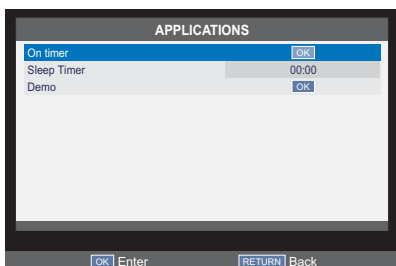 APPLICATIONS
On timer OK
Sleep Timer 00:00
Demo OK
OK Enter RETURN Back